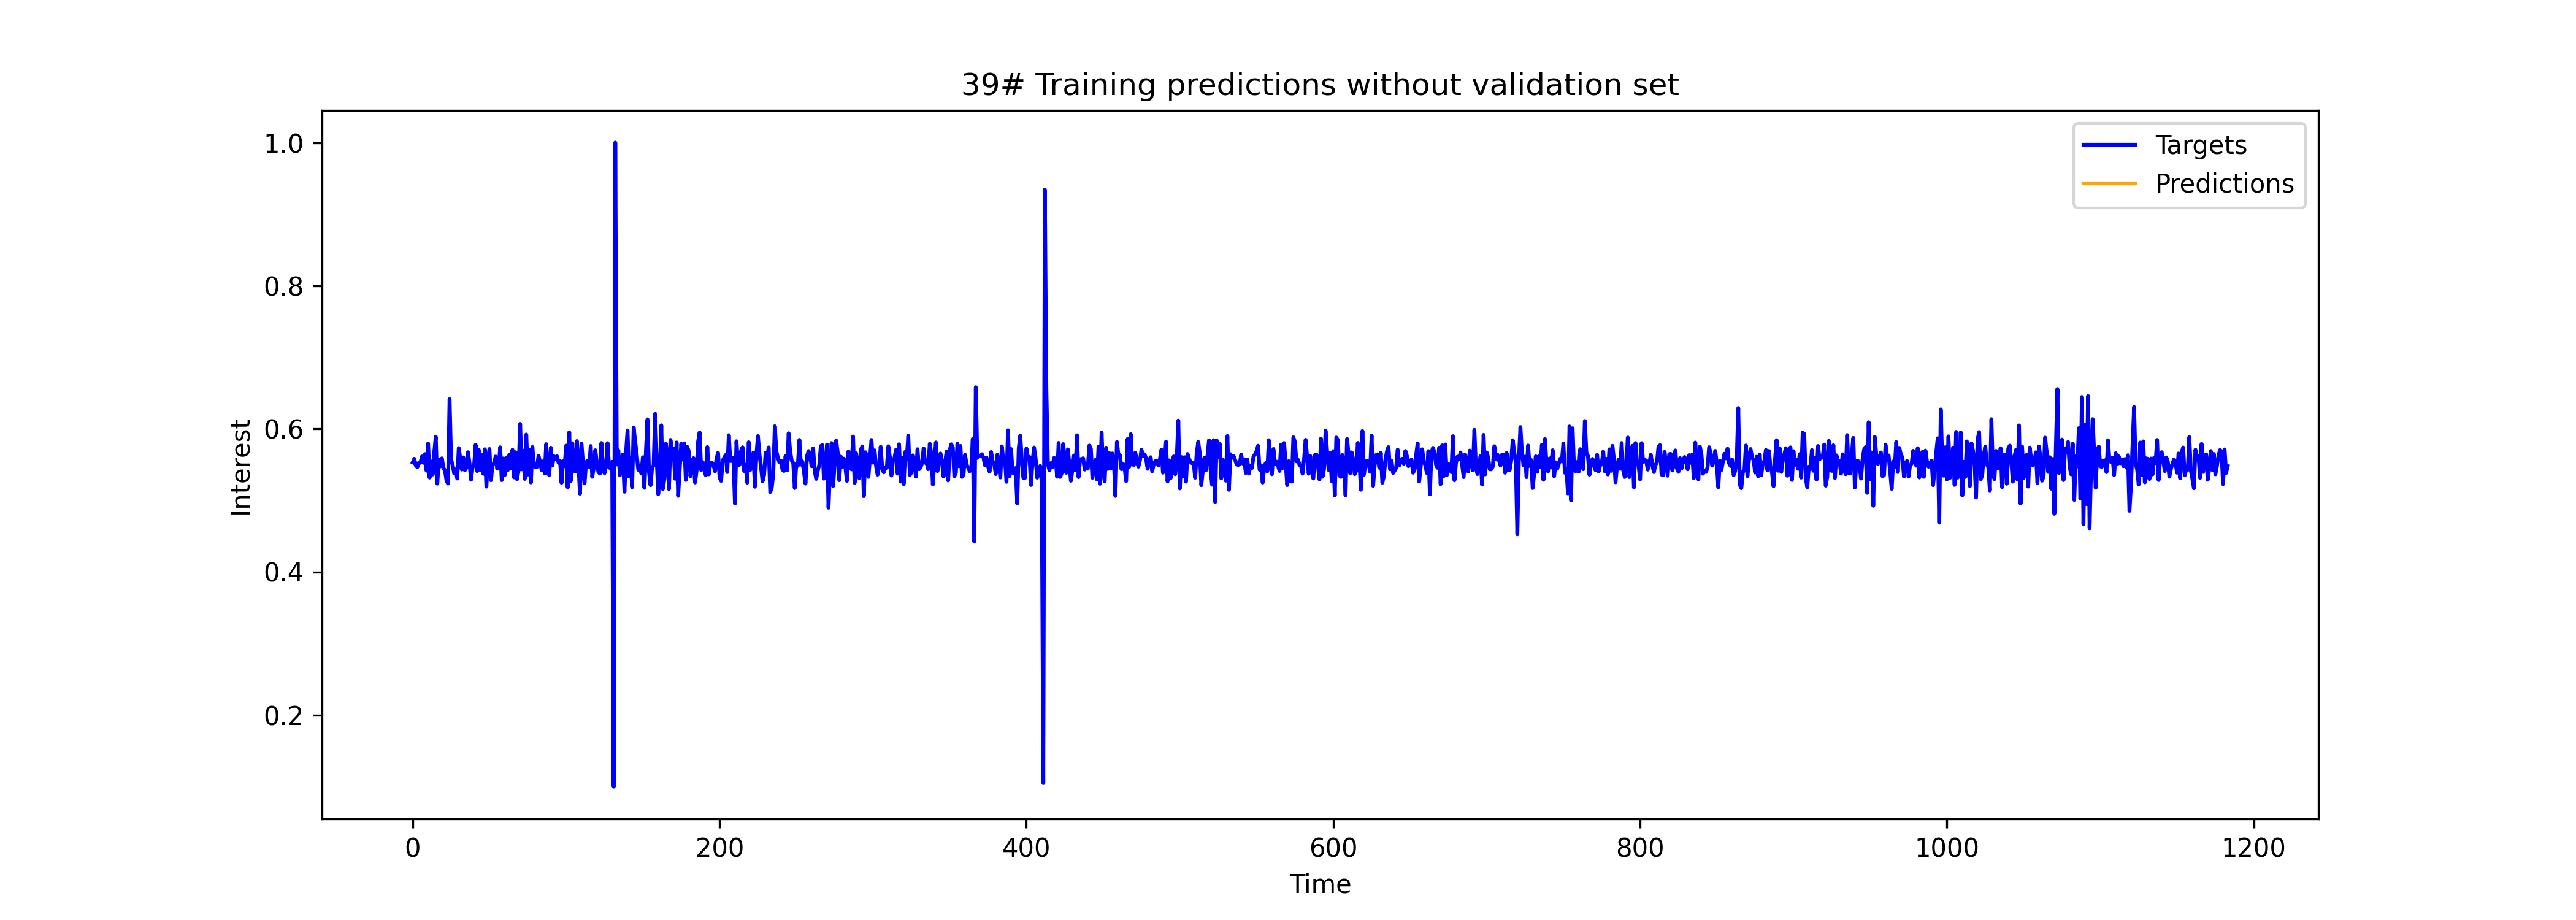 39# Training predictions without validation set
Targets
Predictions
1.0
0.8
0.6
0.4
0.2
Interest
0 200 400 600 800 1000 1200
Time